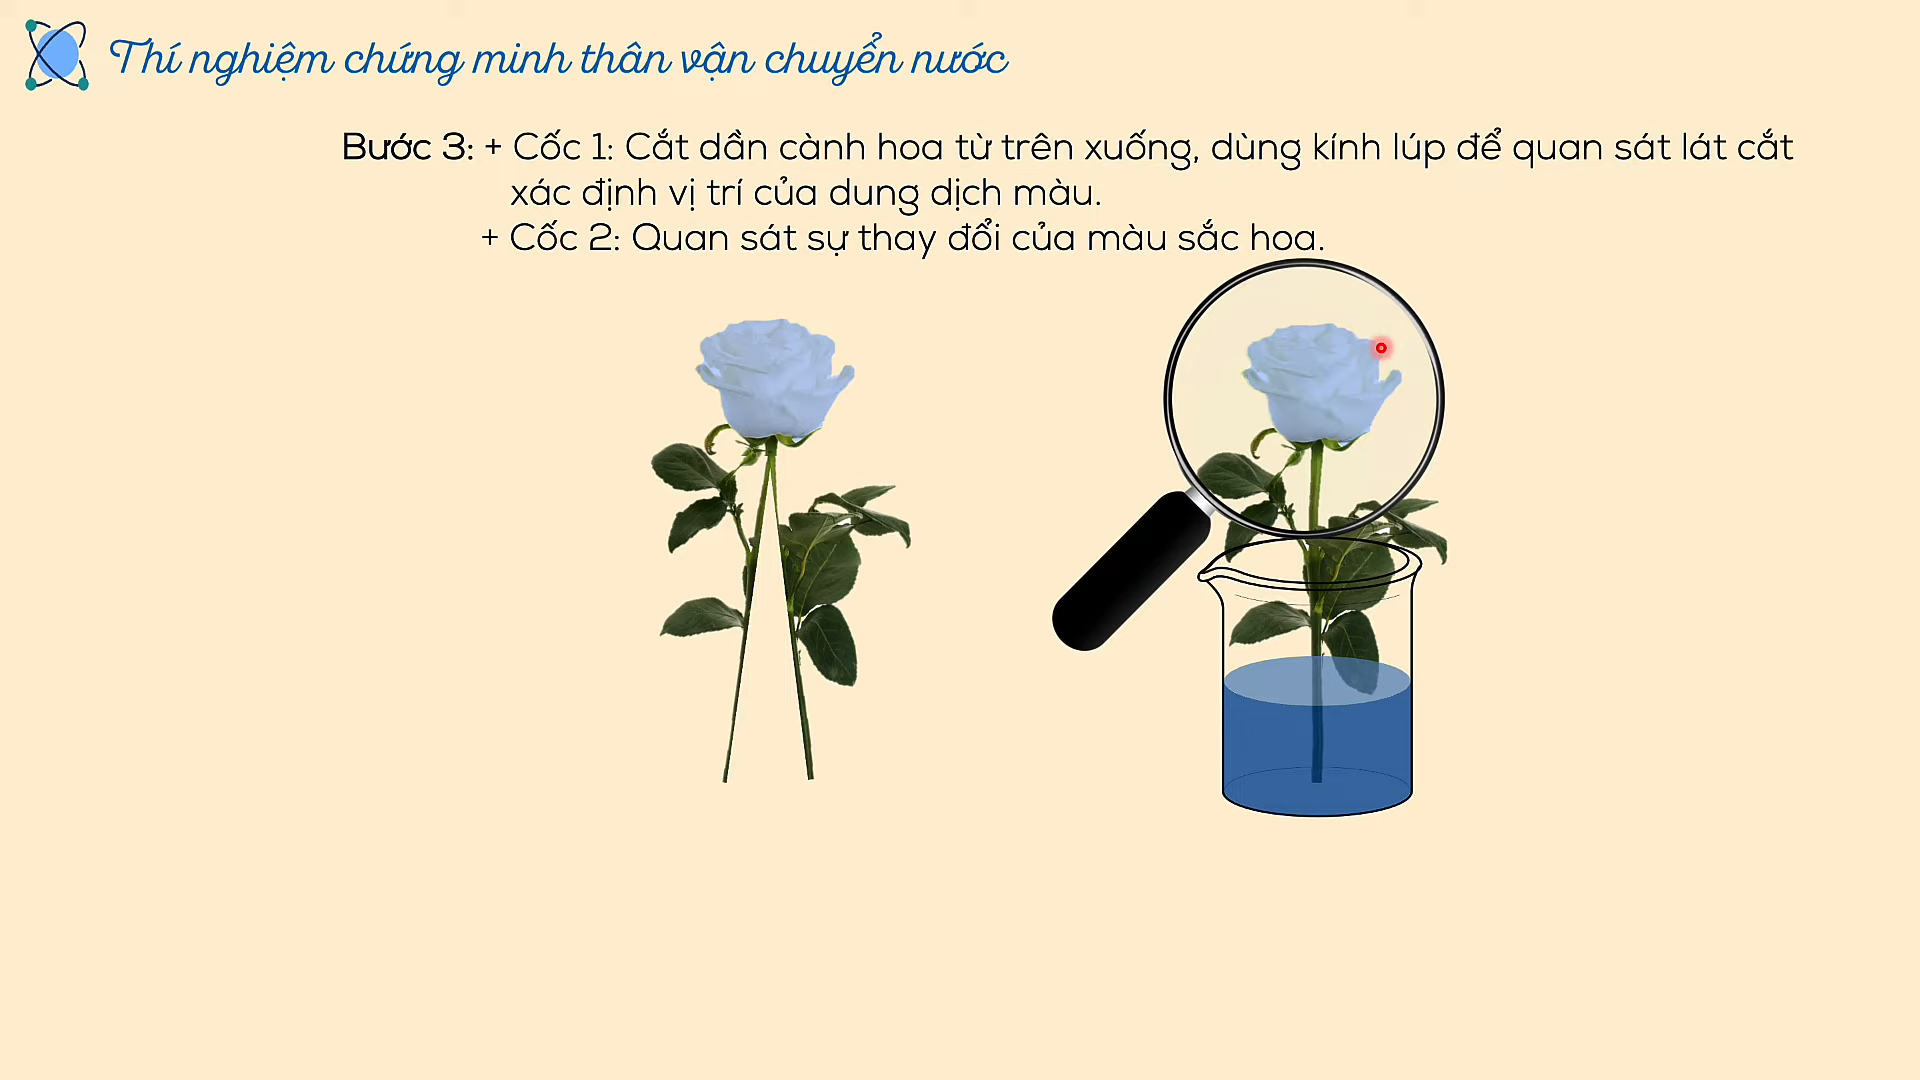 Thí nghiệm chứng minh thân vận chuyển nước
Bước 3: + Cốc 1: Cắt dần cành hoa từ trên xuống, dùng kính lúp để quan sát lát cắt
xác định vị trí của dung dịch màu.
+ Cốc 2: Quan sát sự thay đổi của màu sắc hoa.